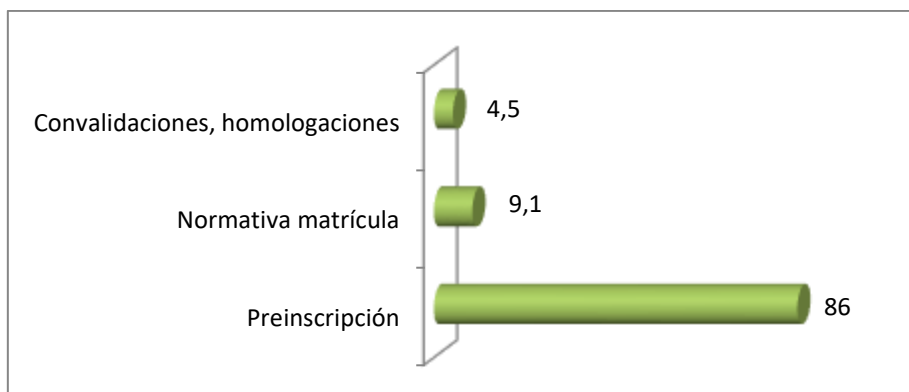 Convalidaciones, homologaciones 4,5
Normativa matrícula 9,1
Preinscripción 86